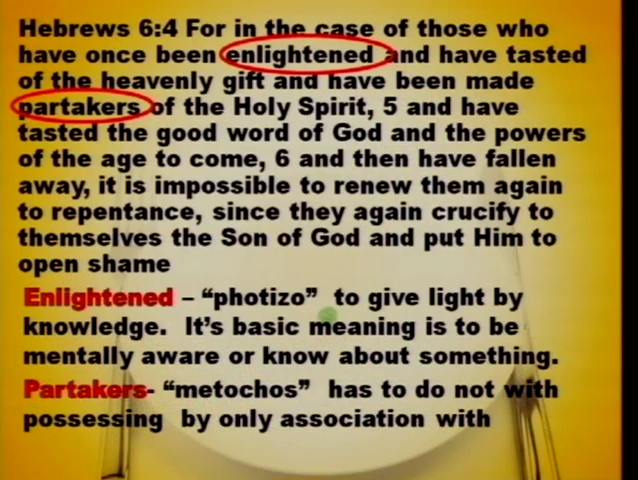 Hebrews 6:4 For in the case of those who
have once been enlightened and have tasted
of the heavenly gift and have been made
partakers of the Holy Spirit, 5 and have
tasted the good word of God and the powers
of the age to come, 6 and then have fallen
away, it is impossible to renew them again
to repentance, since they again crucify to
themselves the Son of God and put Him to
open shame
Enlightened – “photizo”  to give light by
knowledge.  It’s basic meaning is to be
mentally aware or know about something.
Partakers- “metochos”  has to do not with
possessing  by only association with